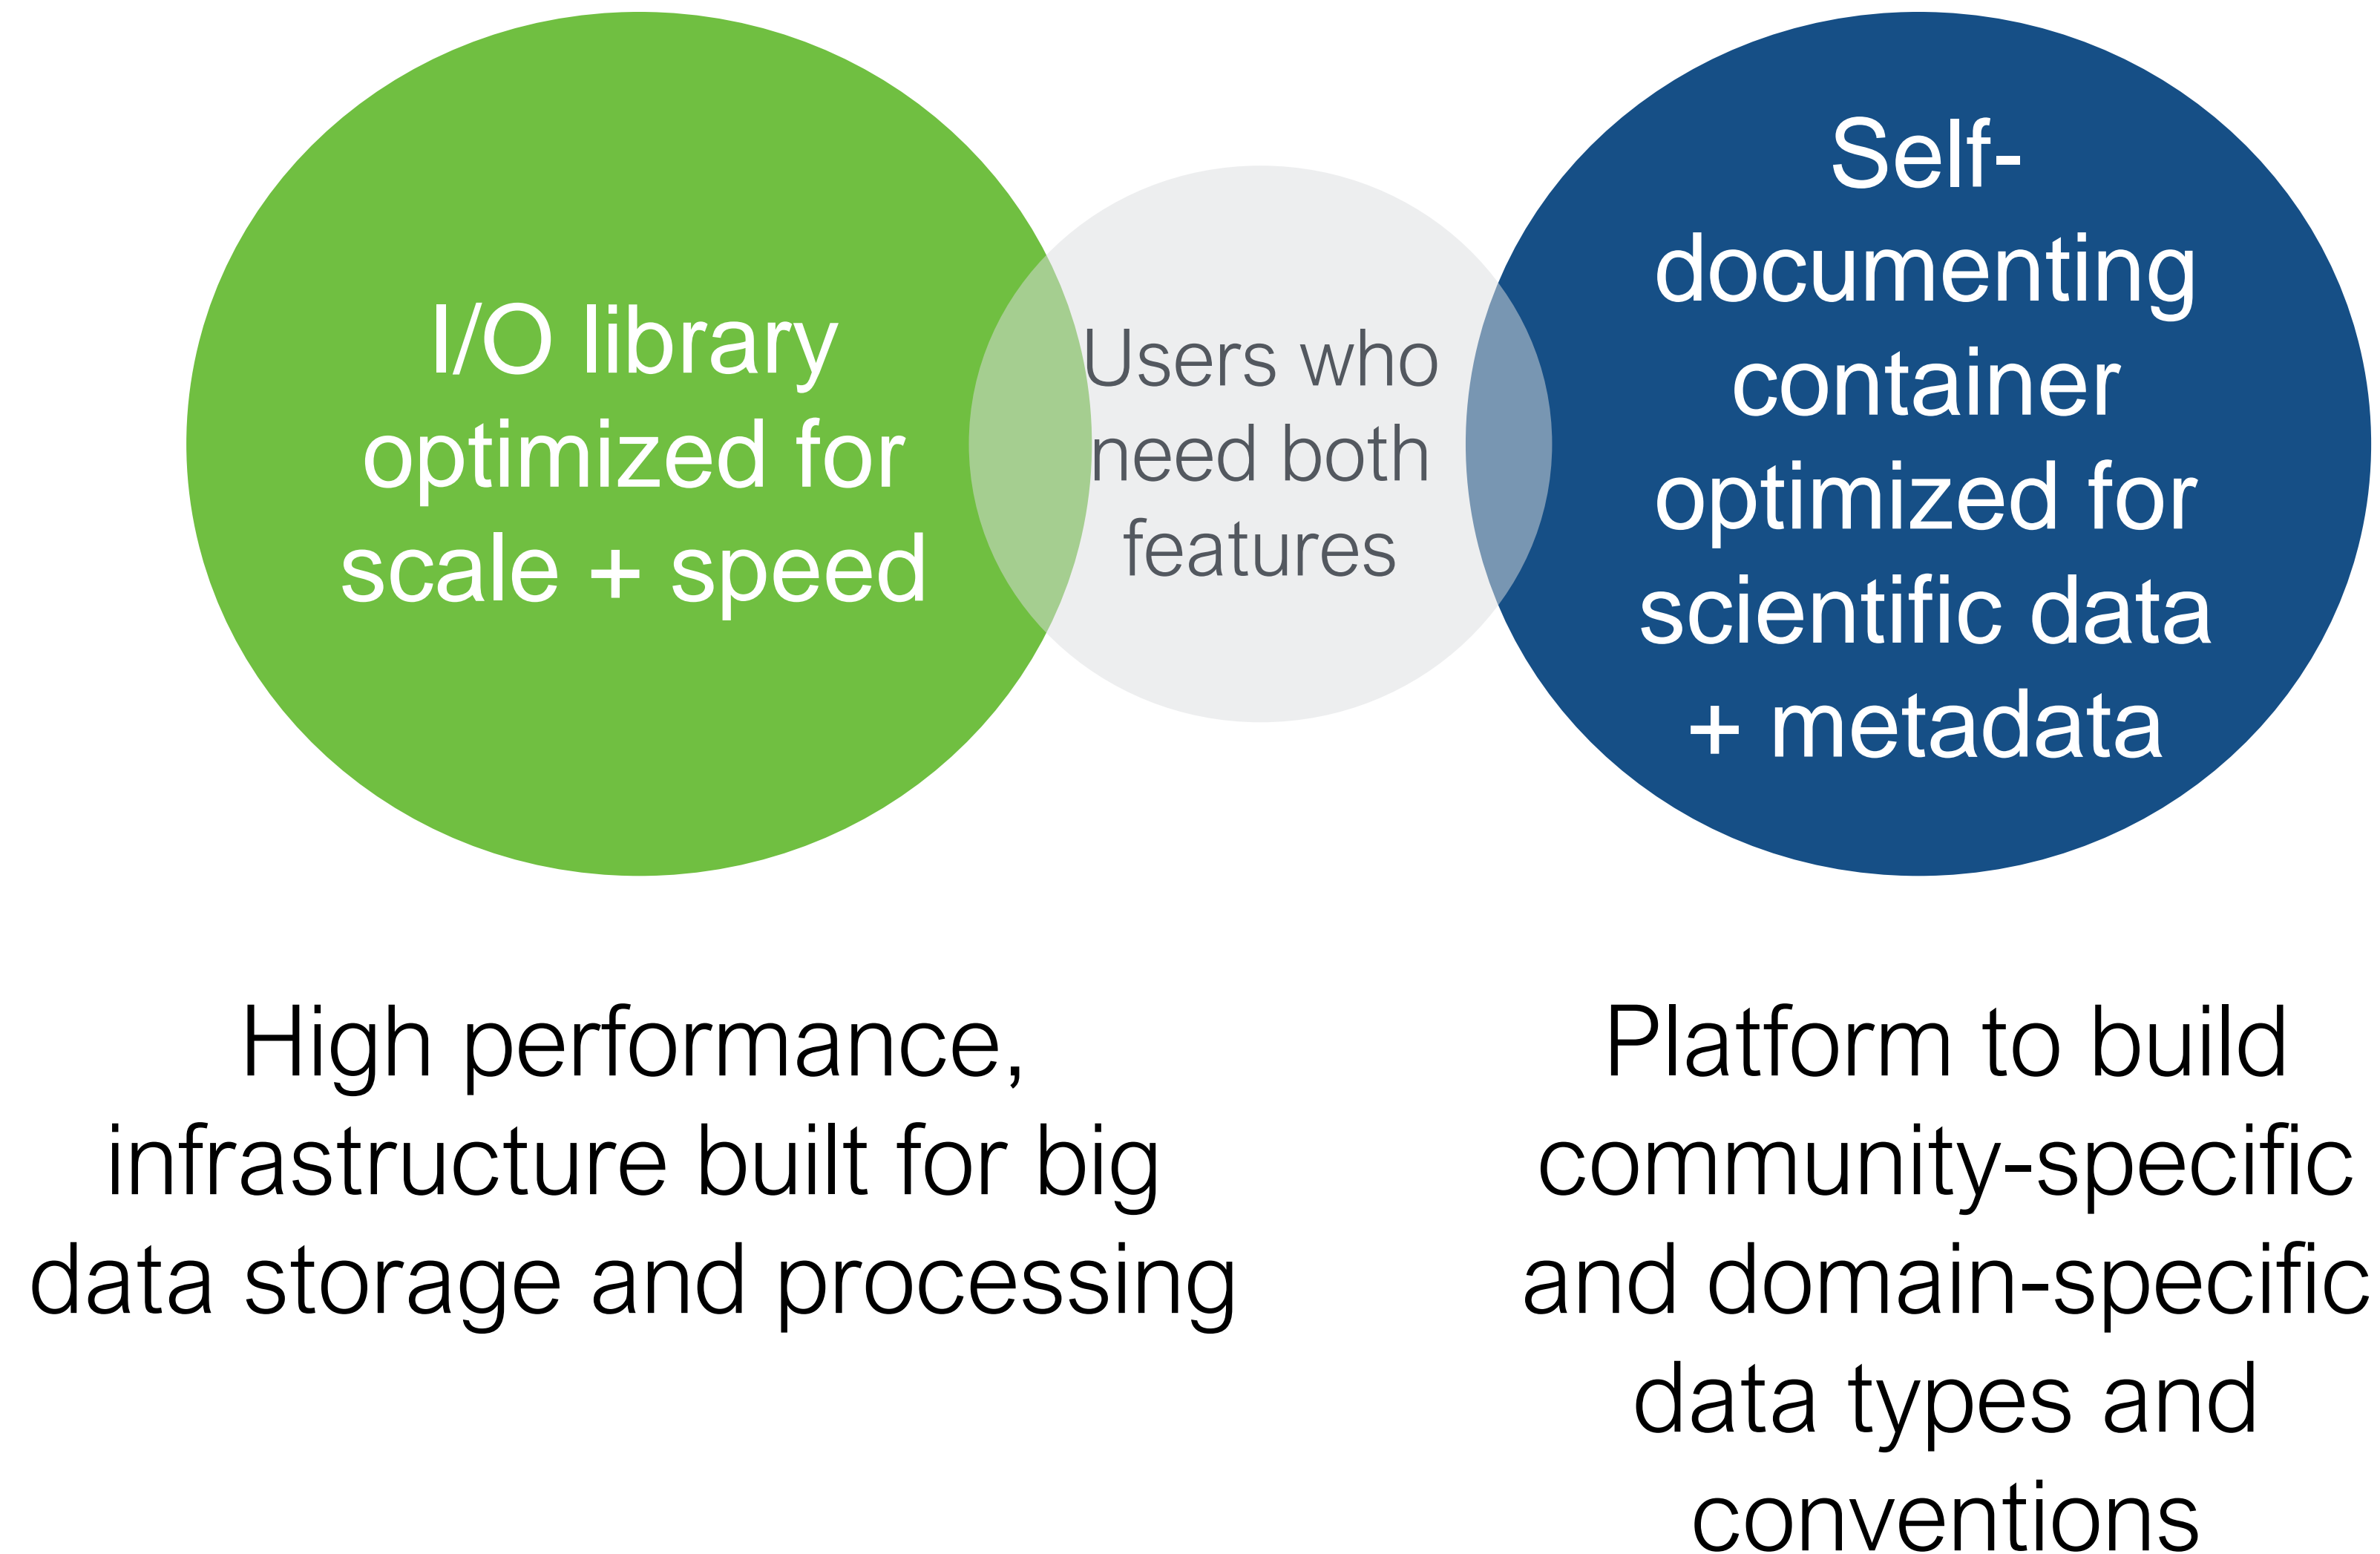 I/O library
optimized for
scale + speed
Users who
need both
features
Self-
documenting
container
optimized for
scientific data
+ metadata
High performance,
infrastructure built for big
data storage and processing
Platform to build
community-specific
and domain-specific
data types and
conventions